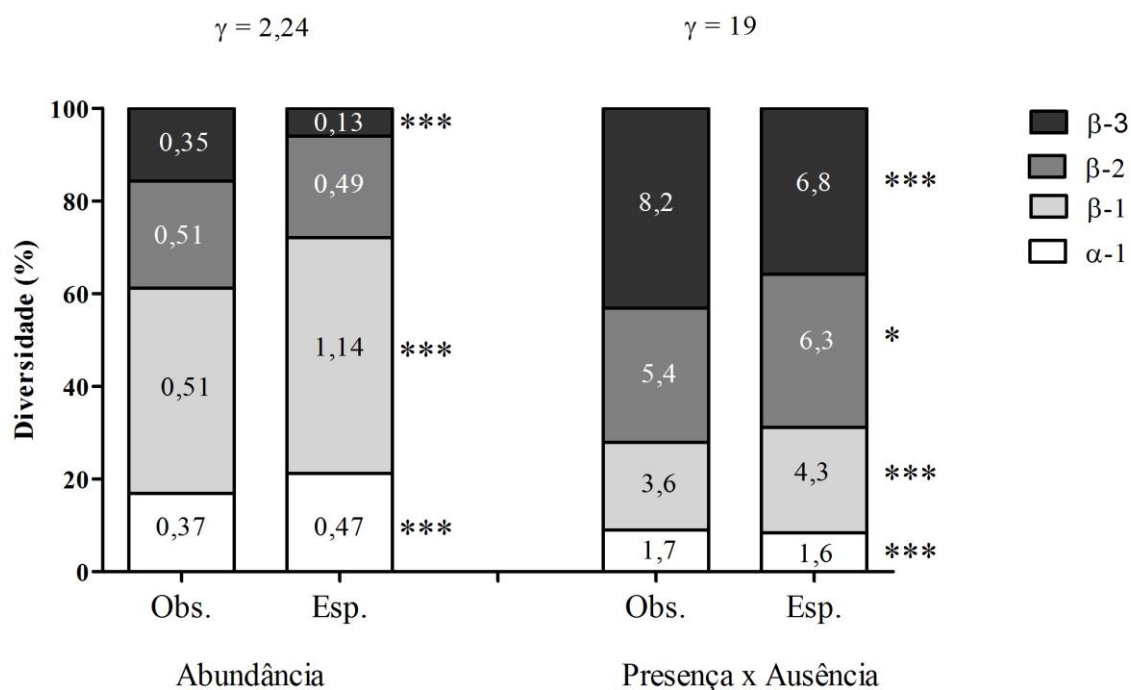 γ = 2,24
γ = 19
Diversidade (%)
100
80
60
40
20
0
0,35
0,51
0,51
0,37
0,13
***
0,49
1,14
***
0,47
***
8,2
5,4
3,6
1,7
6,8
***
6,3
*
4,3
***
1,6
***
β-3
β-2
β-1
α-1
Obs.
Esp.
Obs.
Esp.
Abundância
Presença x Ausência